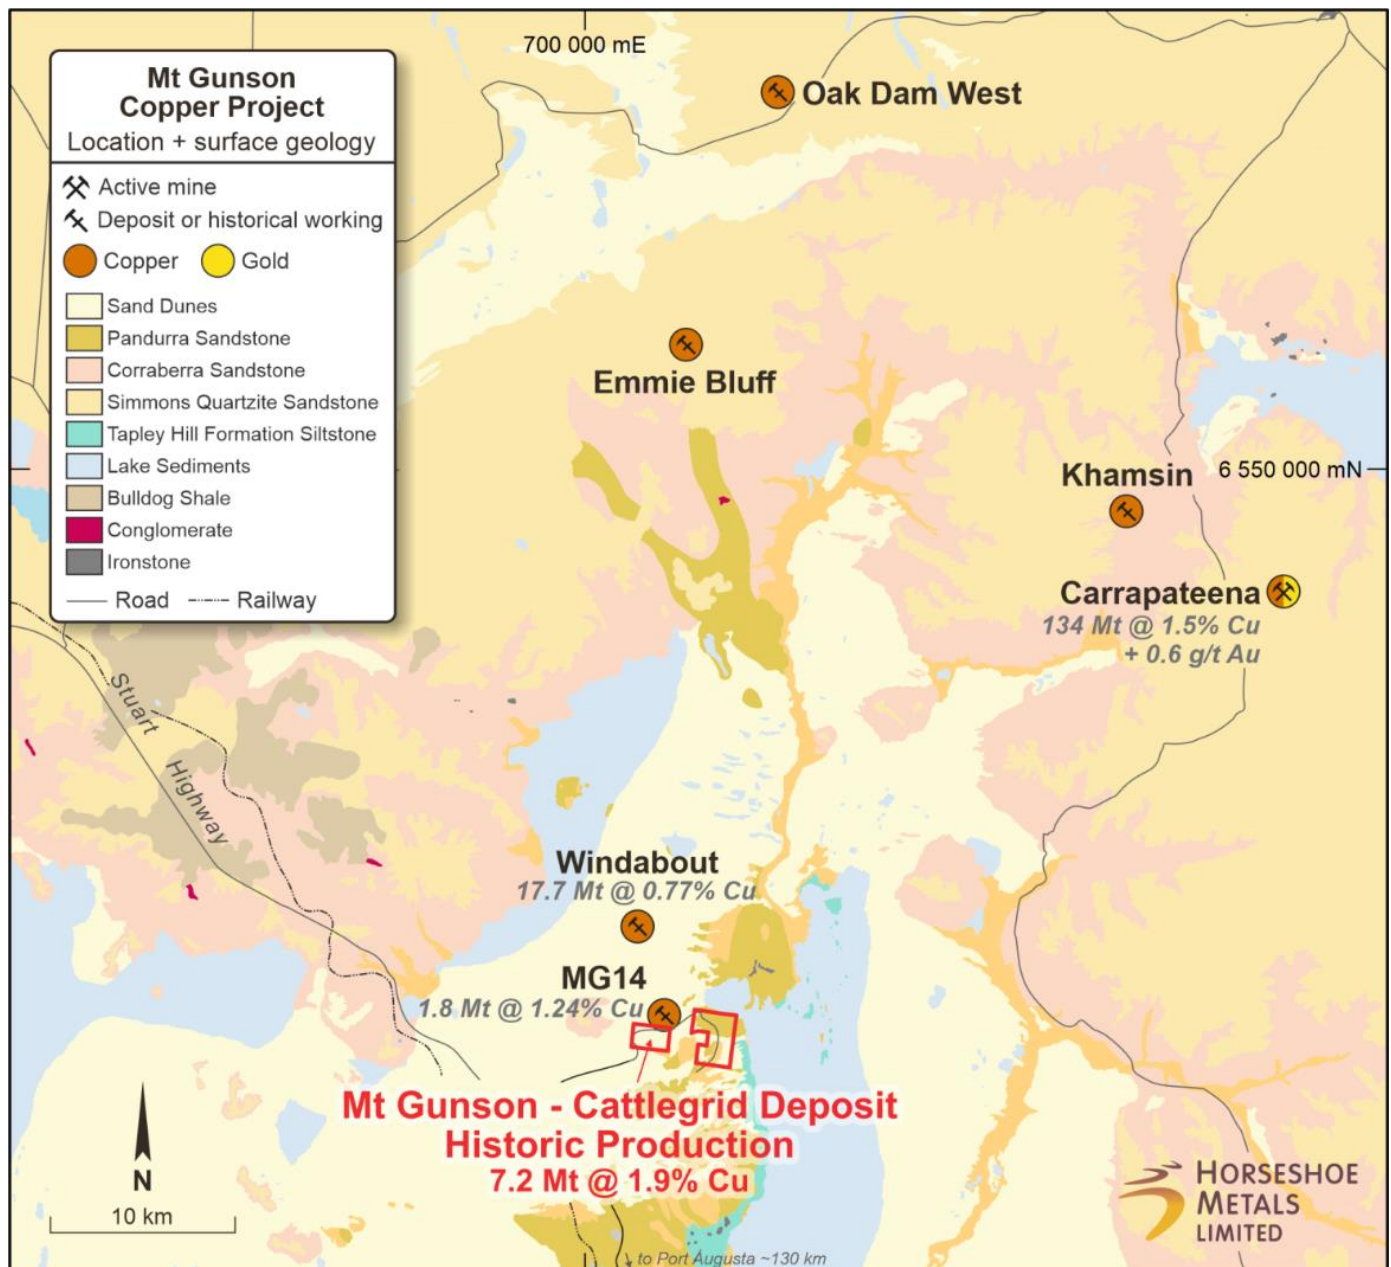 700 000 mE
Mt Gunson
Copper Project
Location + surface geology
Active mine
Deposit or historical working
Copper
Gold
Sand Dunes
Pandurra Sandstone
Corraberra Sandstone
Simmons Quartzite Sandstone
Tapley Hill Formation Siltstone
Lake Sediments
Bulldog Shale
Conglomerate
Ironstone
Road
Railway
Oak Dam West
Emmie Bluff
Khamsin
6 550 000 mN
Carrapateena
134 Mt @ 1.5% Cu
+ 0.6 g/t Au
Stuart
Highway
Windabout
17.7 Mt @ 0.77% Cu
MG14
1.8 Mt @ 1.24% Cu
Mt Gunson - Cattlegrid Deposit
Historic Production
7.2 Mt @ 1.9% Cu
N
10 km
HORSESHOE
METALS
LIMITED
to Port Augusta ~130 km